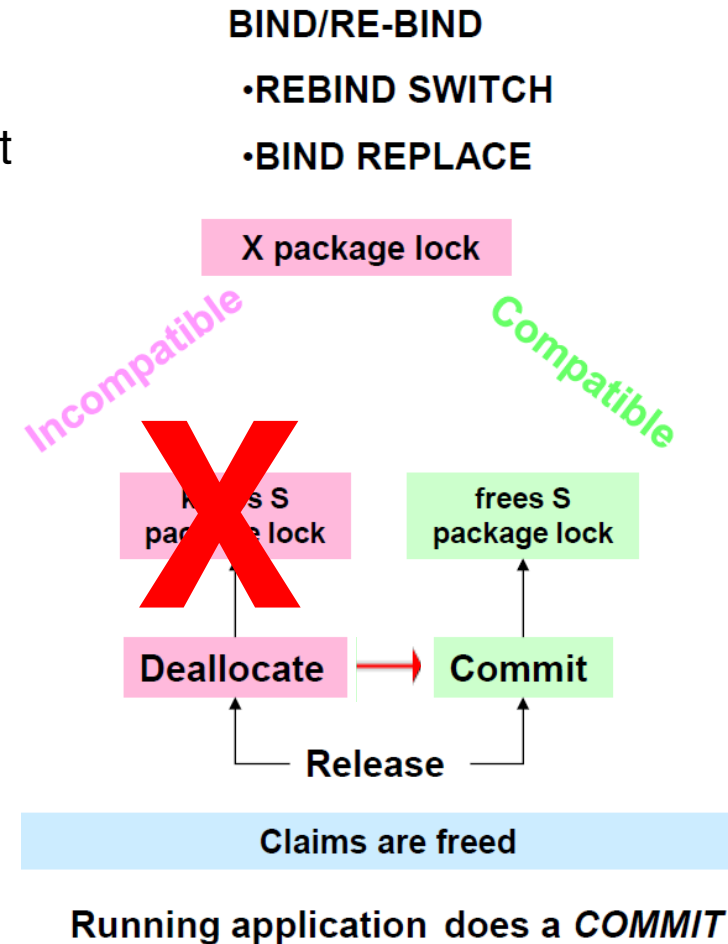 BIND/RE-BIND
•REBIND SWITCH
t
•BIND REPLACE
X package lock
Incompatible
Compatible
s S
lock
frees S
package lock
Deallocate
Commit
Release
Claims are freed
Running application does a COMMIT